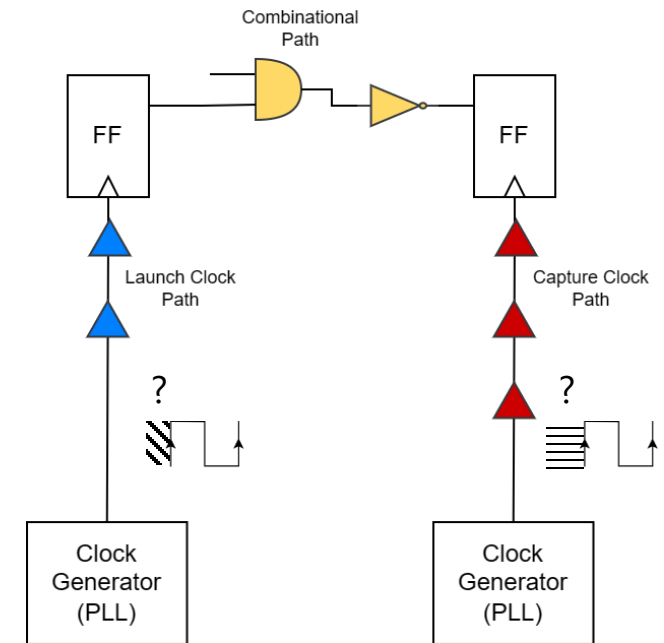 Combinational
Path
FF
FF
Launch Clock
Path
Capture Clock
Path
?
?
Clock
Generator
(PLL)
Clock
Generator
(PLL)